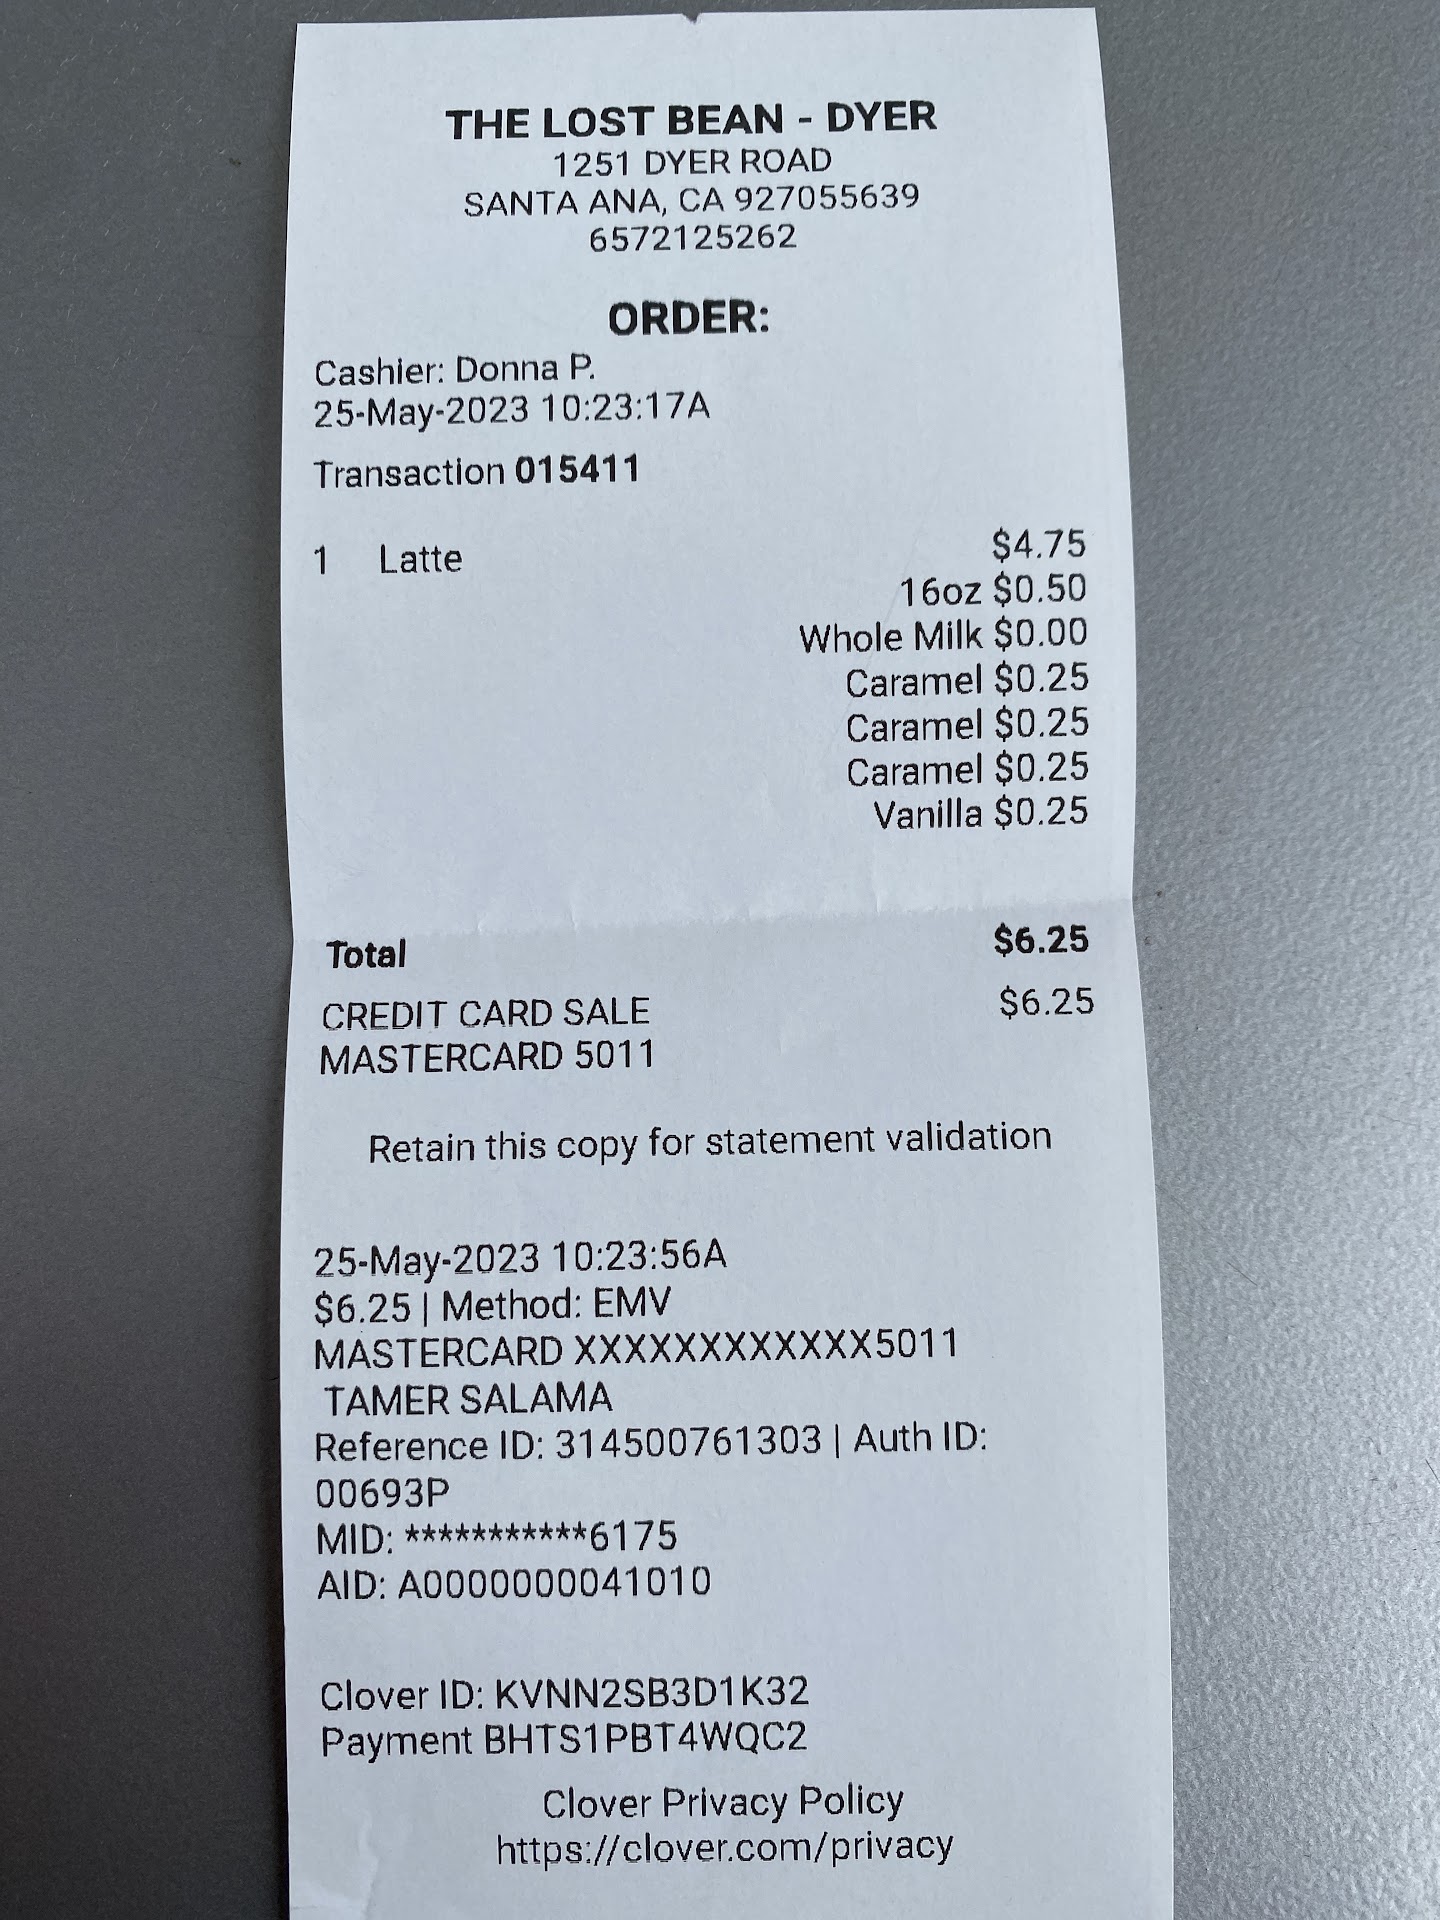 THE LOST BEAN - DYER
1251 DYER ROAD
SANTA ANA, CA 927055639
6572125262
ORDER:
Cashier: Donna P.
25-May-2023 10:23:17A
Transaction 015411
1 Latte $4.75
16oz $0.50
Whole Milk $0.00
Caramel $0.25
Caramel $0.25
Caramel $0.25
Vanilla $0.25
Total $6.25
CREDIT CARD SALE $6.25
MASTERCARD 5011
Retain this copy for statement validation
25-May-2023 10:23:56A
$6.25 | Method: EMV
MASTERCARD XXXXXXXXXXXX5011
TAMER SALAMA
Reference ID: 314500761303 | Auth ID:
00693P
MID: ***********6175
AID: A0000000041010
Clover ID: KVNN2SB3D1K32
Payment BHTS1PBT4WQC2
Clover Privacy Policy
https://clover.com/privacy